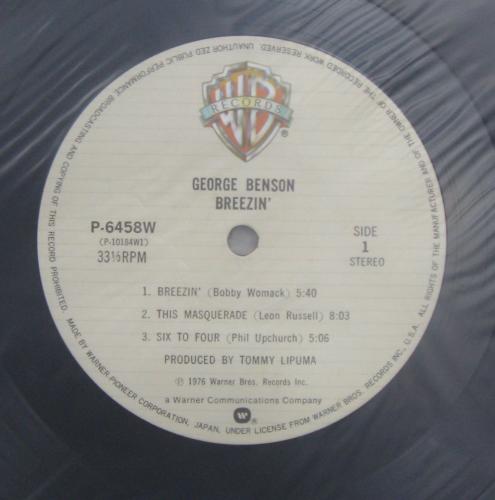 WB
RECORDS
®
GEORGE BENSON
BREEZIN'
P-6458W
(P-10184W1)
33⅓RPM
SIDE
1
STEREO
1. BREEZIN' (Bobby Womack) 5:40
2. THIS MASQUERADE (Leon Russell) 8:03
3. SIX TO FOUR (Phil Upchurch) 5:06
PRODUCED BY TOMMY LIPUMA
Ⓟ 1976 Warner Bros. Records Inc.
a Warner Communications Company
W ®
ALL RIGHTS OF THE MANUFACTURER AND OF THE OWNER OF THE RECORDED WORK RESERVED. UNAUTHORIZED PUBLIC PERFORMANCE BROADCASTING AND COPYING OF THIS RECORD PROHIBITED. MADE BY WARNER-PIONEER CORPORATION, JAPAN, UNDER LICENSE FROM WARNER BROS. RECORDS INC., U.S.A.